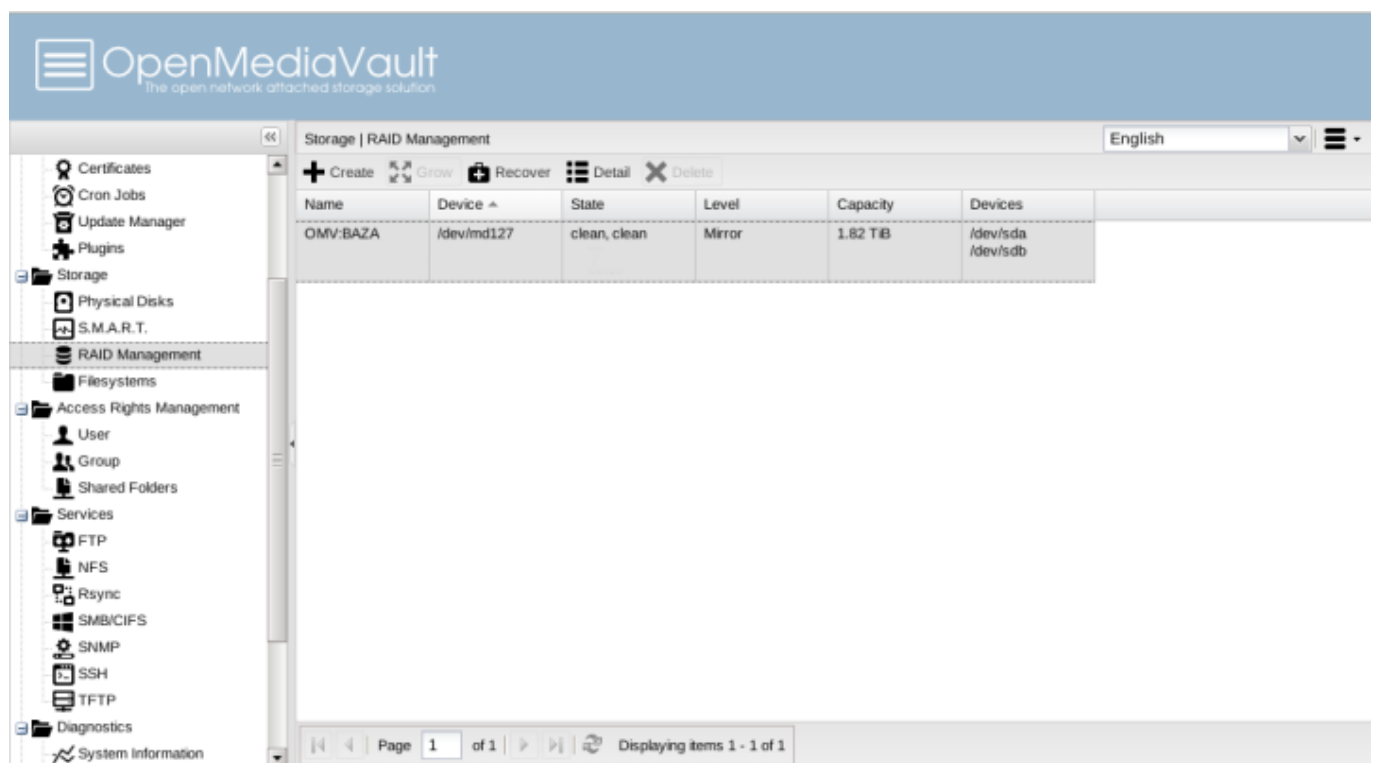 OpenMediaVault
The open network attached storage solution
Storage | RAID Management
English
Certificates
Cron Jobs
Update Manager
Plugins
Storage
Physical Disks
S.M.A.R.T.
RAID Management
Filesystems
Access Rights Management
User
Group
Shared Folders
Services
FTP
NFS
Rsync
SMB/CIFS
SNMP
SSH
TFTP
Diagnostics
System Information
Create Grow Recover Detail Delete
Name Device State Level Capacity Devices
OMV:BAZA /dev/md127 clean, clean Mirror 1.82 TiB /dev/sda
/dev/sdb
Page 1 of 1 Displaying items 1 - 1 of 1